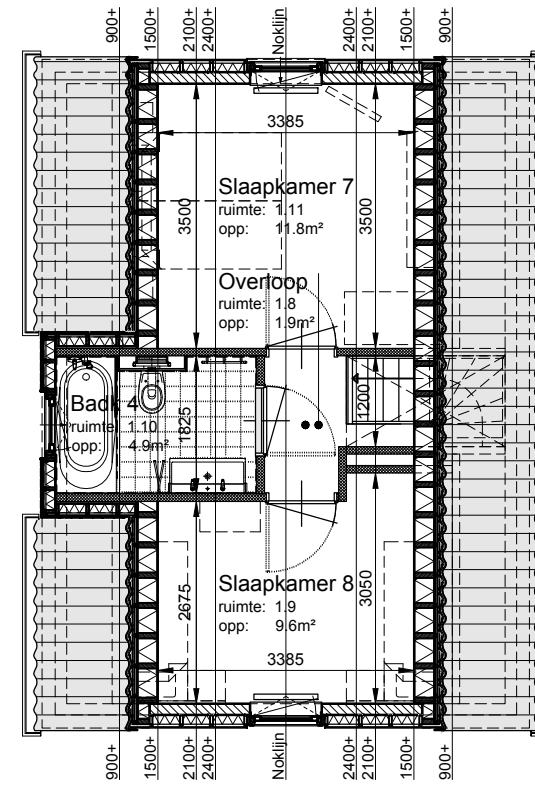 900+
1500+
2100+
2400+
Noklijn
2400+
2100+
1500+
900+
3385
Slaapkamer 7
ruimte: 1.11
opp: 11.8m²
3500
3500
Overloop
ruimte: 1.8
opp: 1.9m²
Badk 4
ruimte: 1.10
opp: 4.9m²
1825
1200
Slaapkamer 8
ruimte: 1.9
opp: 9.6m²
2675
3050
3385
900+
1500+
2100+
2400+
Noklijn
2400+
2100+
1500+
900+